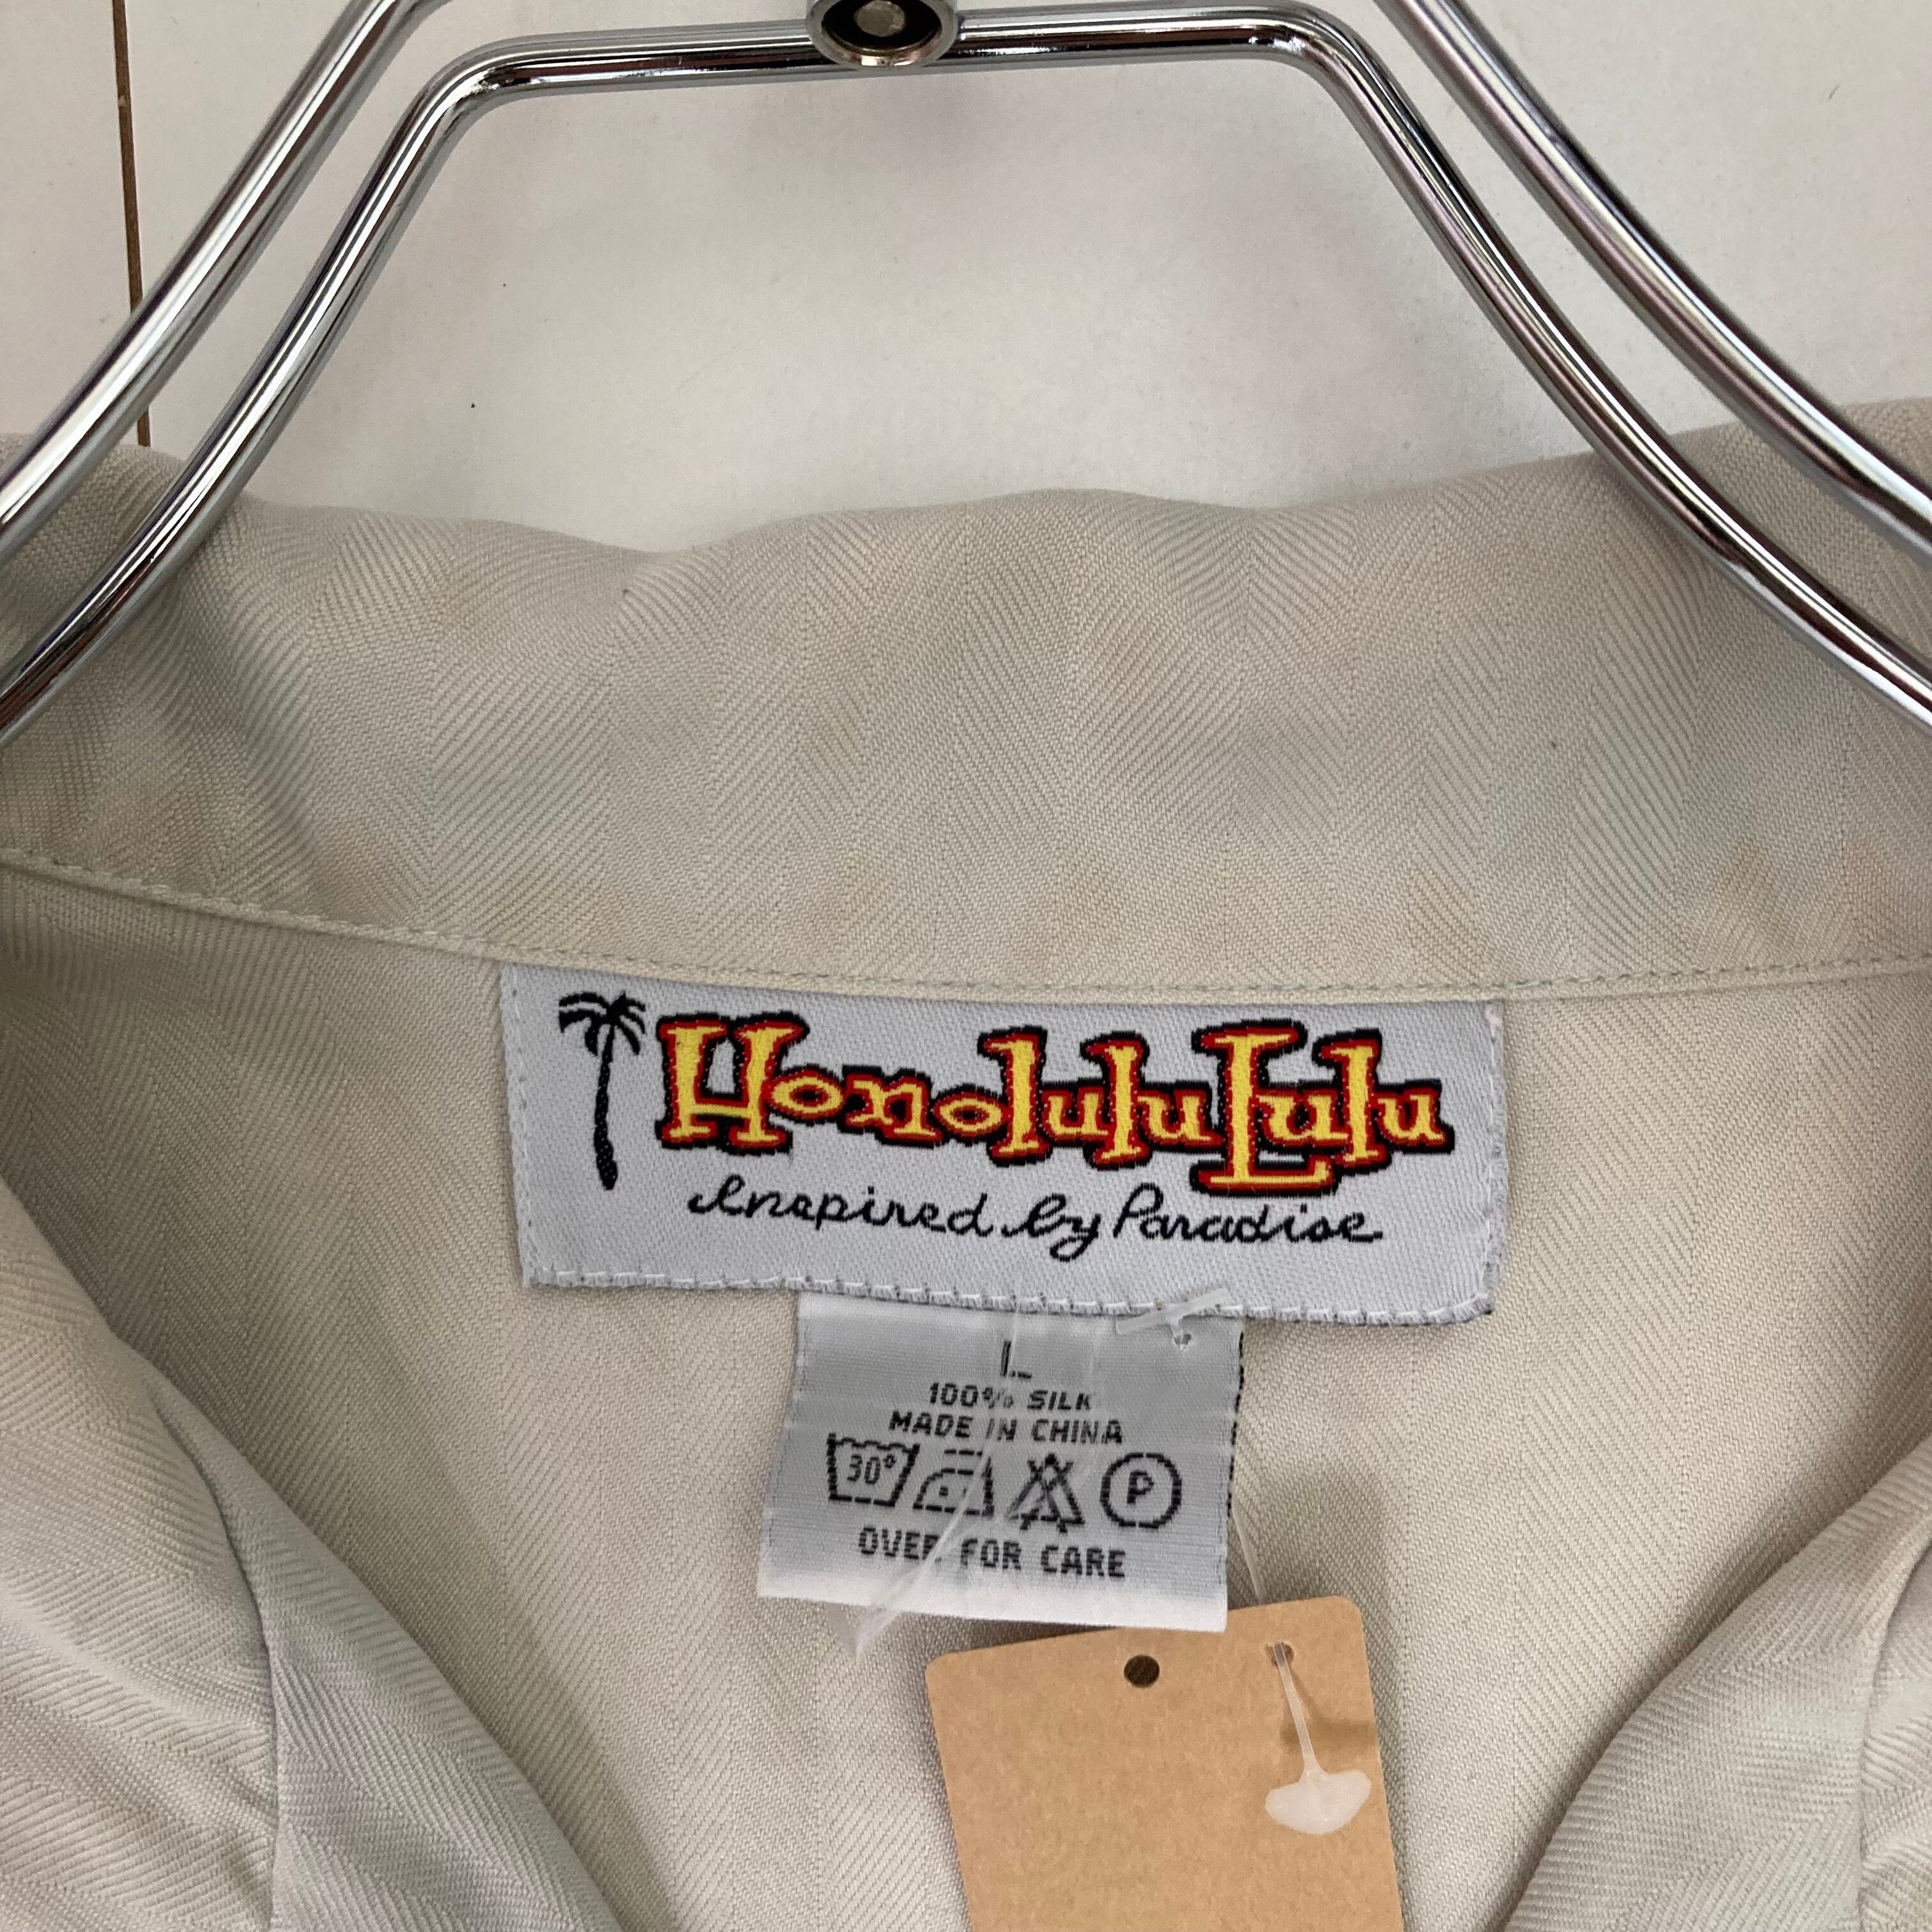 HonoluluLulu
Inspired by Paradise
L
100% SILK
MADE IN CHINA
30° P
OVER FOR CARE